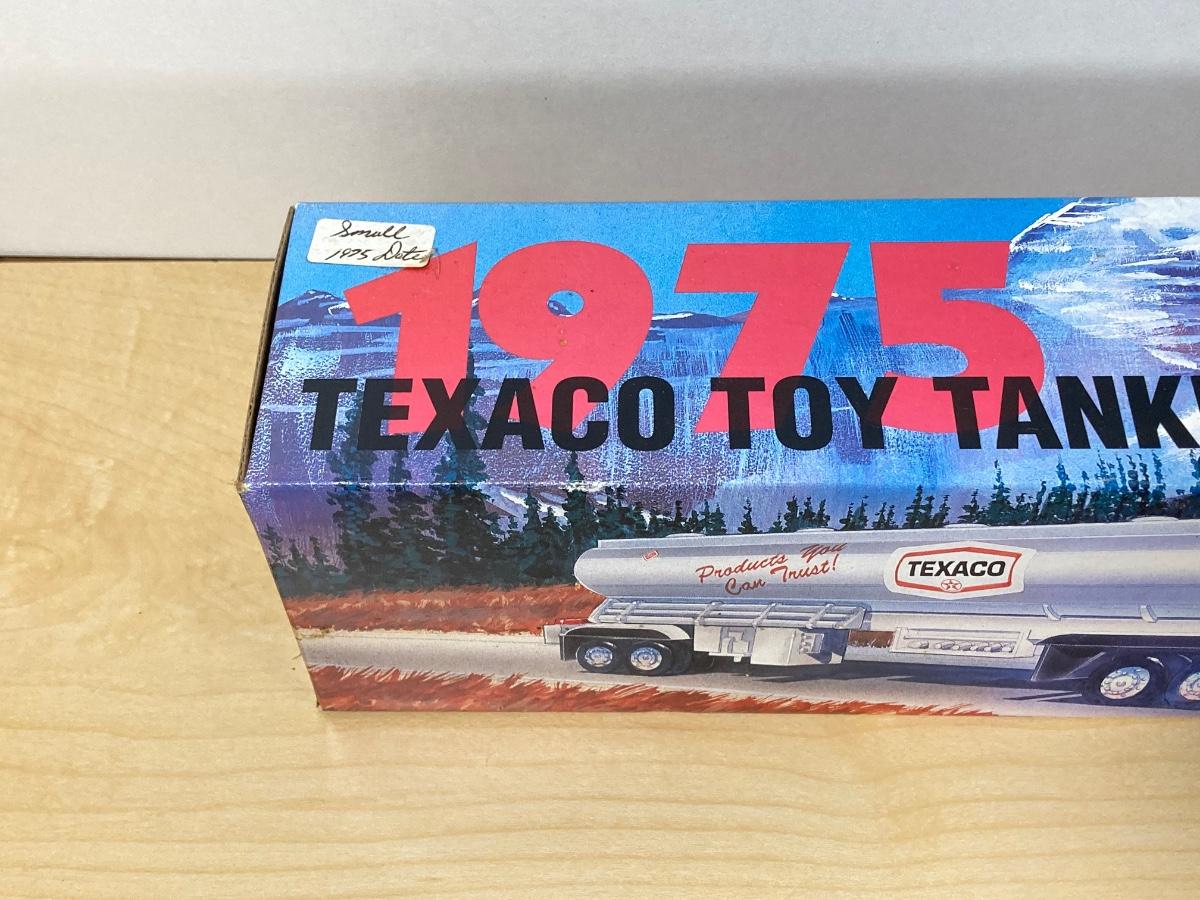 Small
1975 Date
1975
TEXACO TOY TANK
Products You
Can Trust!
TEXACO